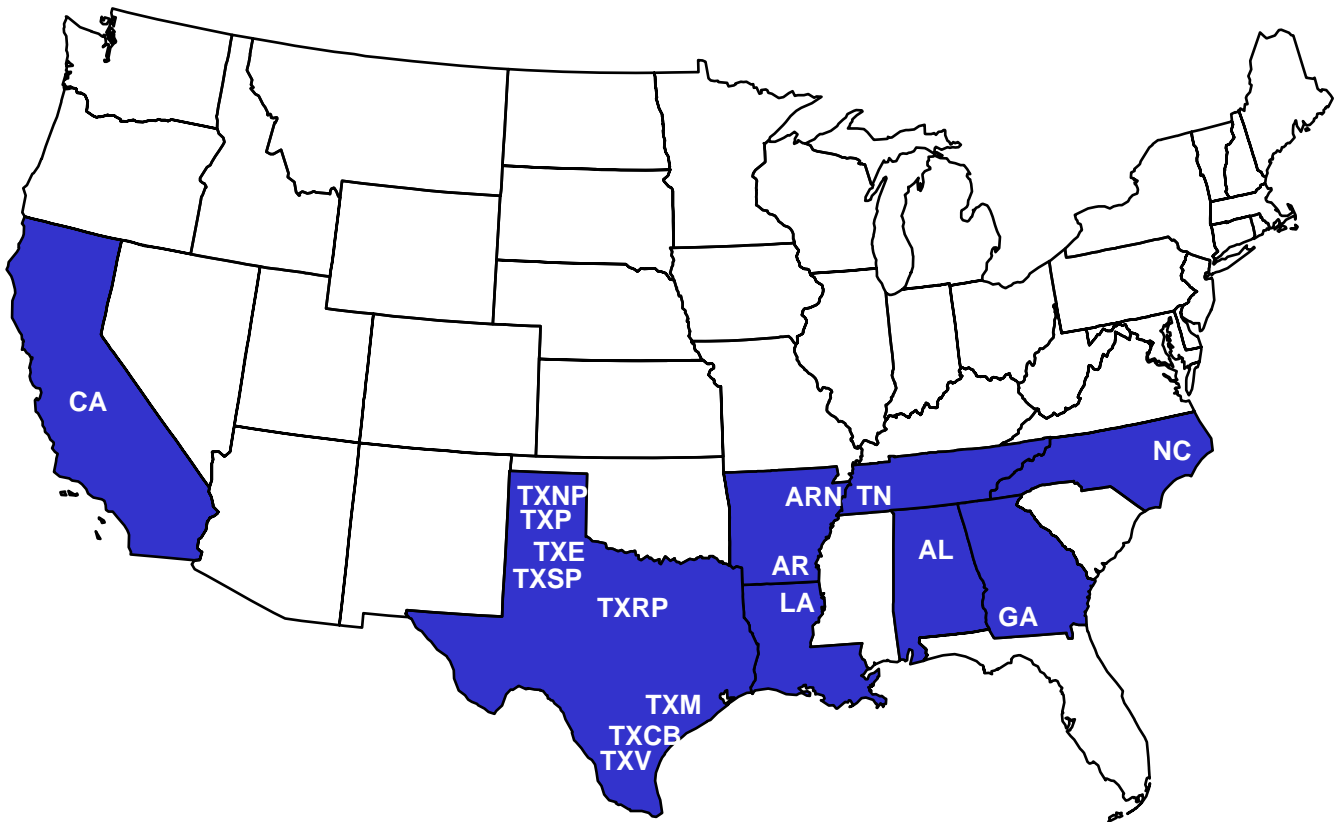 CA
NC
TXNP
ARN
TN
TXP
TXE
AL
AR
TXSP
LA
TXRP
GA
TXM
TXCB
TXV